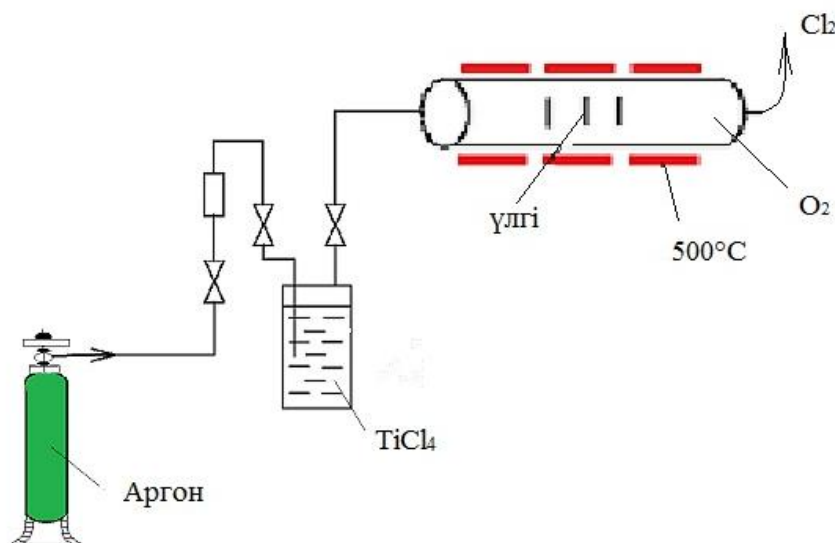 Cl₂
O₂
үлгі
500°C
TiCl₄
Аргон